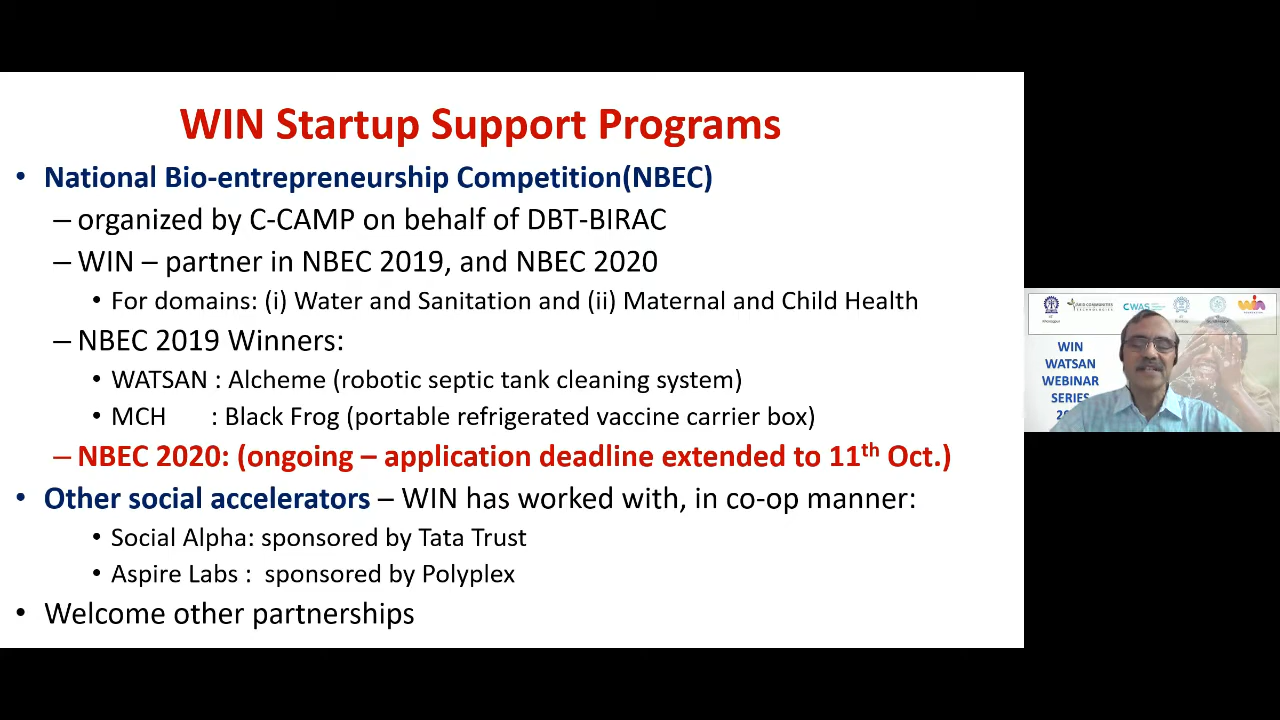 WIN Startup Support Programs
• National Bio-entrepreneurship Competition(NBEC)
– organized by C-CAMP on behalf of DBT-BIRAC
– WIN – partner in NBEC 2019, and NBEC 2020
• For domains: (i) Water and Sanitation and (ii) Maternal and Child Health
– NBEC 2019 Winners:
• WATSAN : Alcheme (robotic septic tank cleaning system)
• MCH : Black Frog (portable refrigerated vaccine carrier box)
– NBEC 2020: (ongoing – application deadline extended to 11th Oct.)
• Other social accelerators – WIN has worked with, in co-op manner:
• Social Alpha: sponsored by Tata Trust
• Aspire Labs : sponsored by Polyplex
• Welcome other partnerships
CWAS
win
WIN
WATSAN
WEBINAR
SERIES